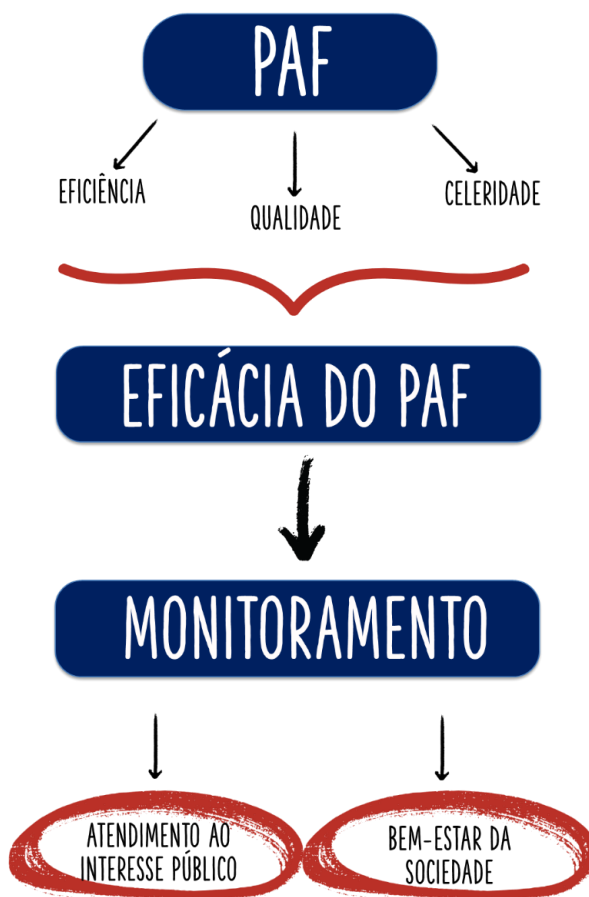 PAF
EFICIÊNCIA
QUALIDADE
CELERIDADE
EFICÁCIA DO PAF
MONITORAMENTO
ATENDIMENTO AO
INTERESSE PÚBLICO
BEM-ESTAR DA
SOCIEDADE